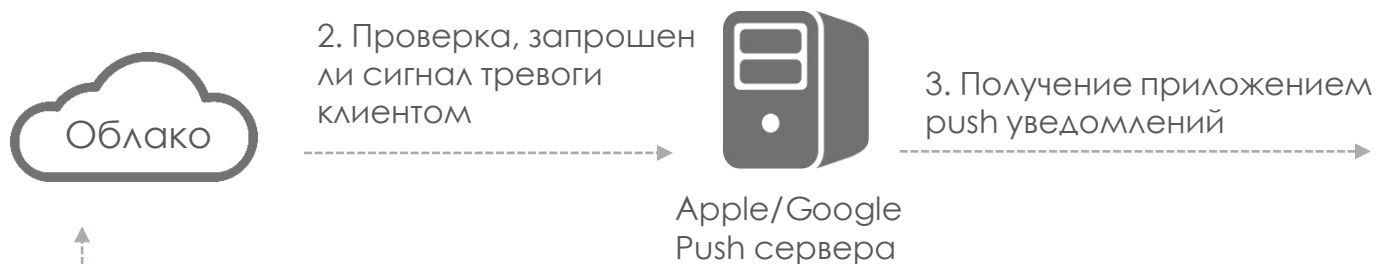 2. Проверка, запрошен
ли сигнал тревоги
клиентом
Облако
3. Получение приложением
push уведомлений
Apple/Google
Push сервера